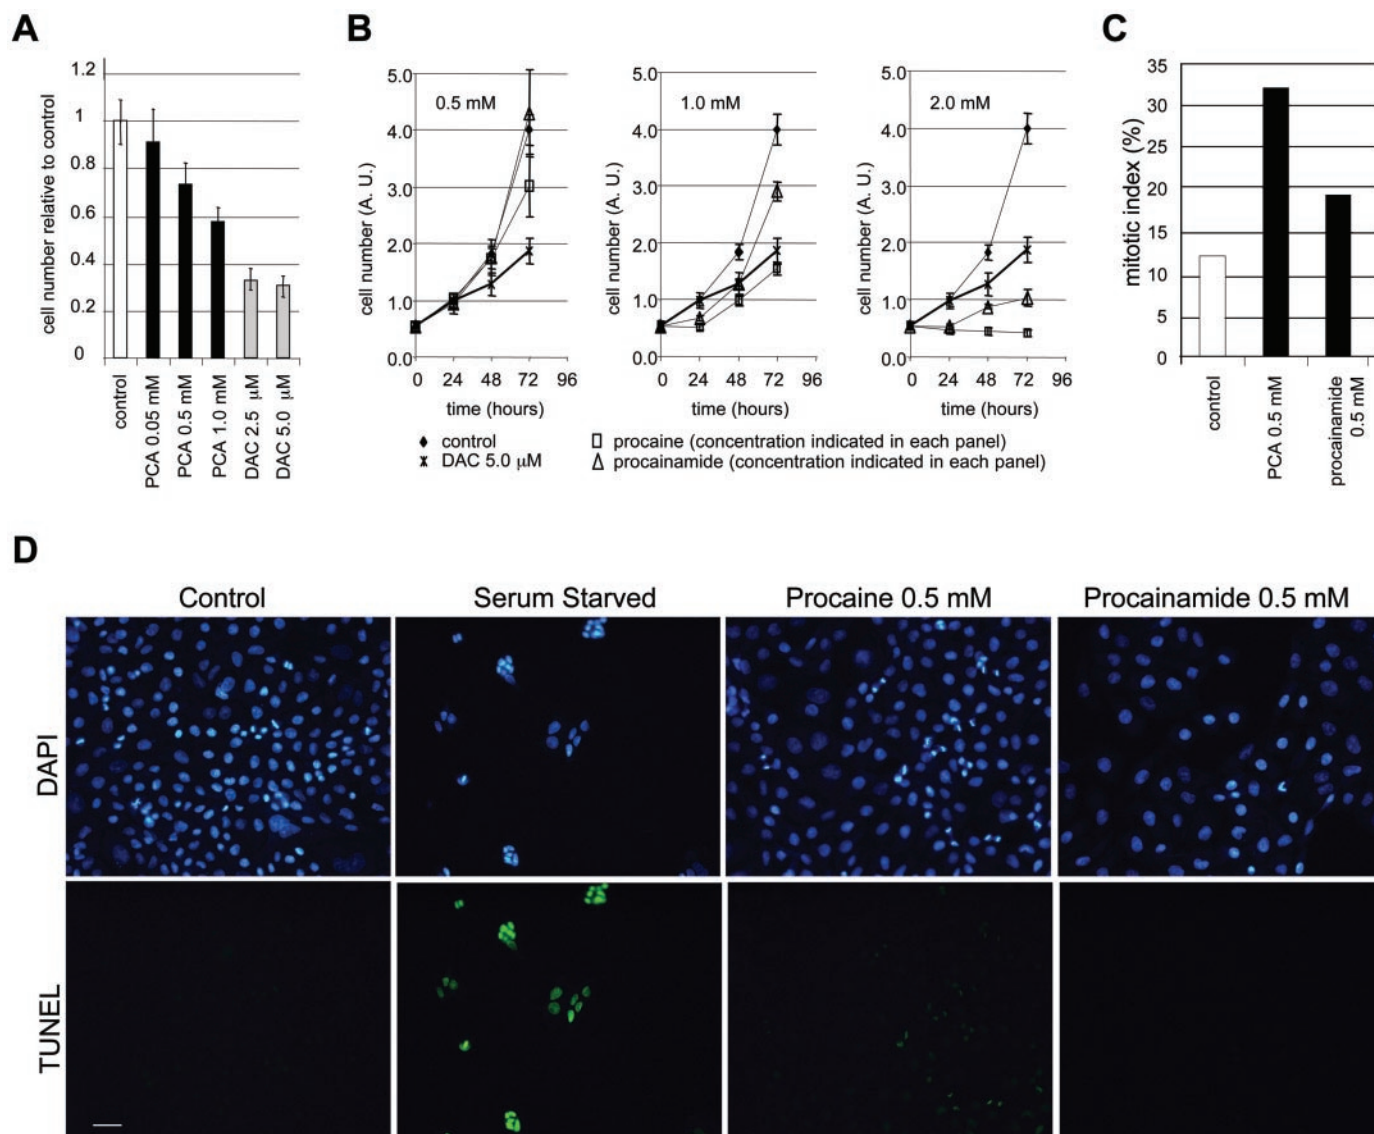 A
cell number relative to control
1.2
1
0.8
0.6
0.4
0.2
0
control
PCA 0.05 mM
PCA 0.5 mM
PCA 1.0 mM
DAC 2.5 μM
DAC 5.0 μM
B
cell number (A. U.)
5.0
4.0
3.0
2.0
1.0
0.0
0.5 mM
0 24 48 72 96
time (hours)
cell number (A. U.)
5.0
4.0
3.0
2.0
1.0
0.0
1.0 mM
0 24 48 72 96
time (hours)
cell number (A. U.)
5.0
4.0
3.0
2.0
1.0
0.0
2.0 mM
0 24 48 72 96
time (hours)
control
DAC 5.0 μM
procaine (concentration indicated in each panel)
procainamide (concentration indicated in each panel)
C
mitotic index (%)
35
30
25
20
15
10
5
0
control
PCA 0.5 mM
procainamide
0.5 mM
D
Control
Serum Starved
Procaine 0.5 mM
Procainamide 0.5 mM
DAPI
TUNEL